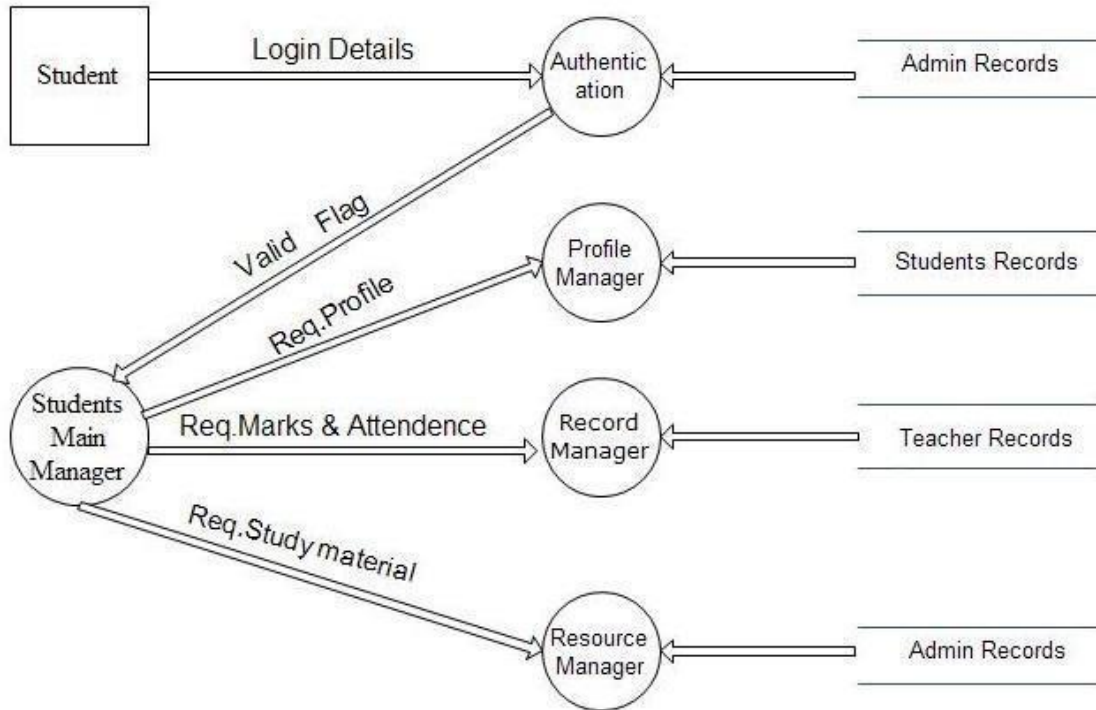 Student
Login Details
Authentic
ation
Admin Records
Valid Flag
Req.Profile
Profile
Manager
Students Records
Students
Main
Manager
Req.Marks & Attendence
Record
Manager
Teacher Records
Req.Study material
Resource
Manager
Admin Records